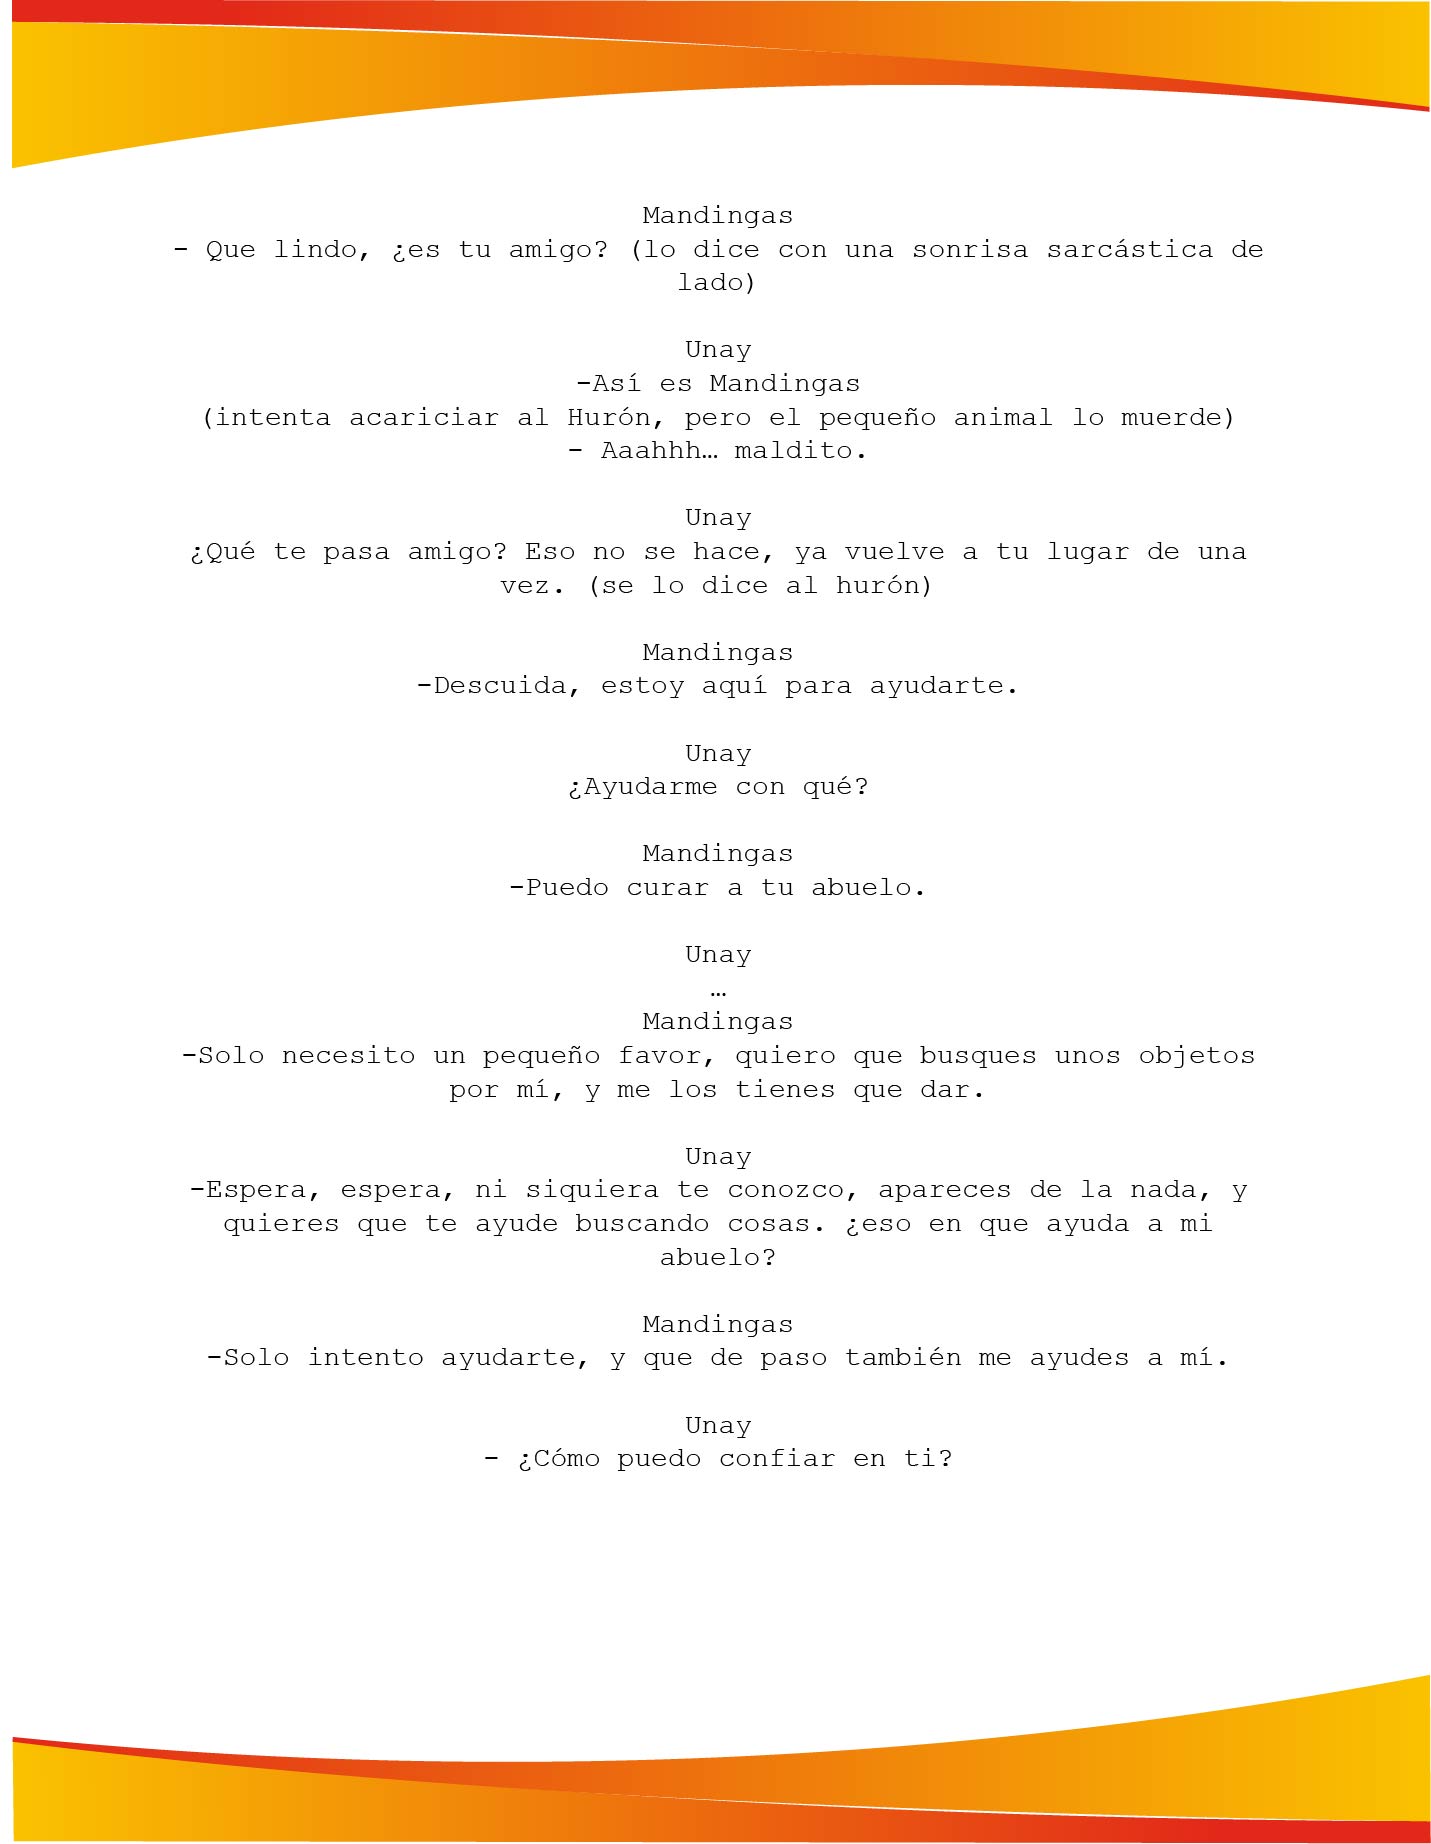 Mandingas
- Que lindo, ¿es tu amigo? (lo dice con una sonrisa sarcástica de
lado)
Unay
-Así es Mandingas
(intenta acariciar al Hurón, pero el pequeño animal lo muerde)
- Aaahhh… maldito.
Unay
¿Qué te pasa amigo? Eso no se hace, ya vuelve a tu lugar de una
vez. (se lo dice al hurón)
Mandingas
-Descuida, estoy aquí para ayudarte.
Unay
¿Ayudarme con qué?
Mandingas
-Puedo curar a tu abuelo.
Unay
…
Mandingas
-Solo necesito un pequeño favor, quiero que busques unos objetos
por mí, y me los tienes que dar.
Unay
-Espera, espera, ni siquiera te conozco, apareces de la nada, y
quieres que te ayude buscando cosas. ¿eso en que ayuda a mi
abuelo?
Mandingas
-Solo intento ayudarte, y que de paso también me ayudes a mí.
Unay
- ¿Cómo puedo confiar en ti?